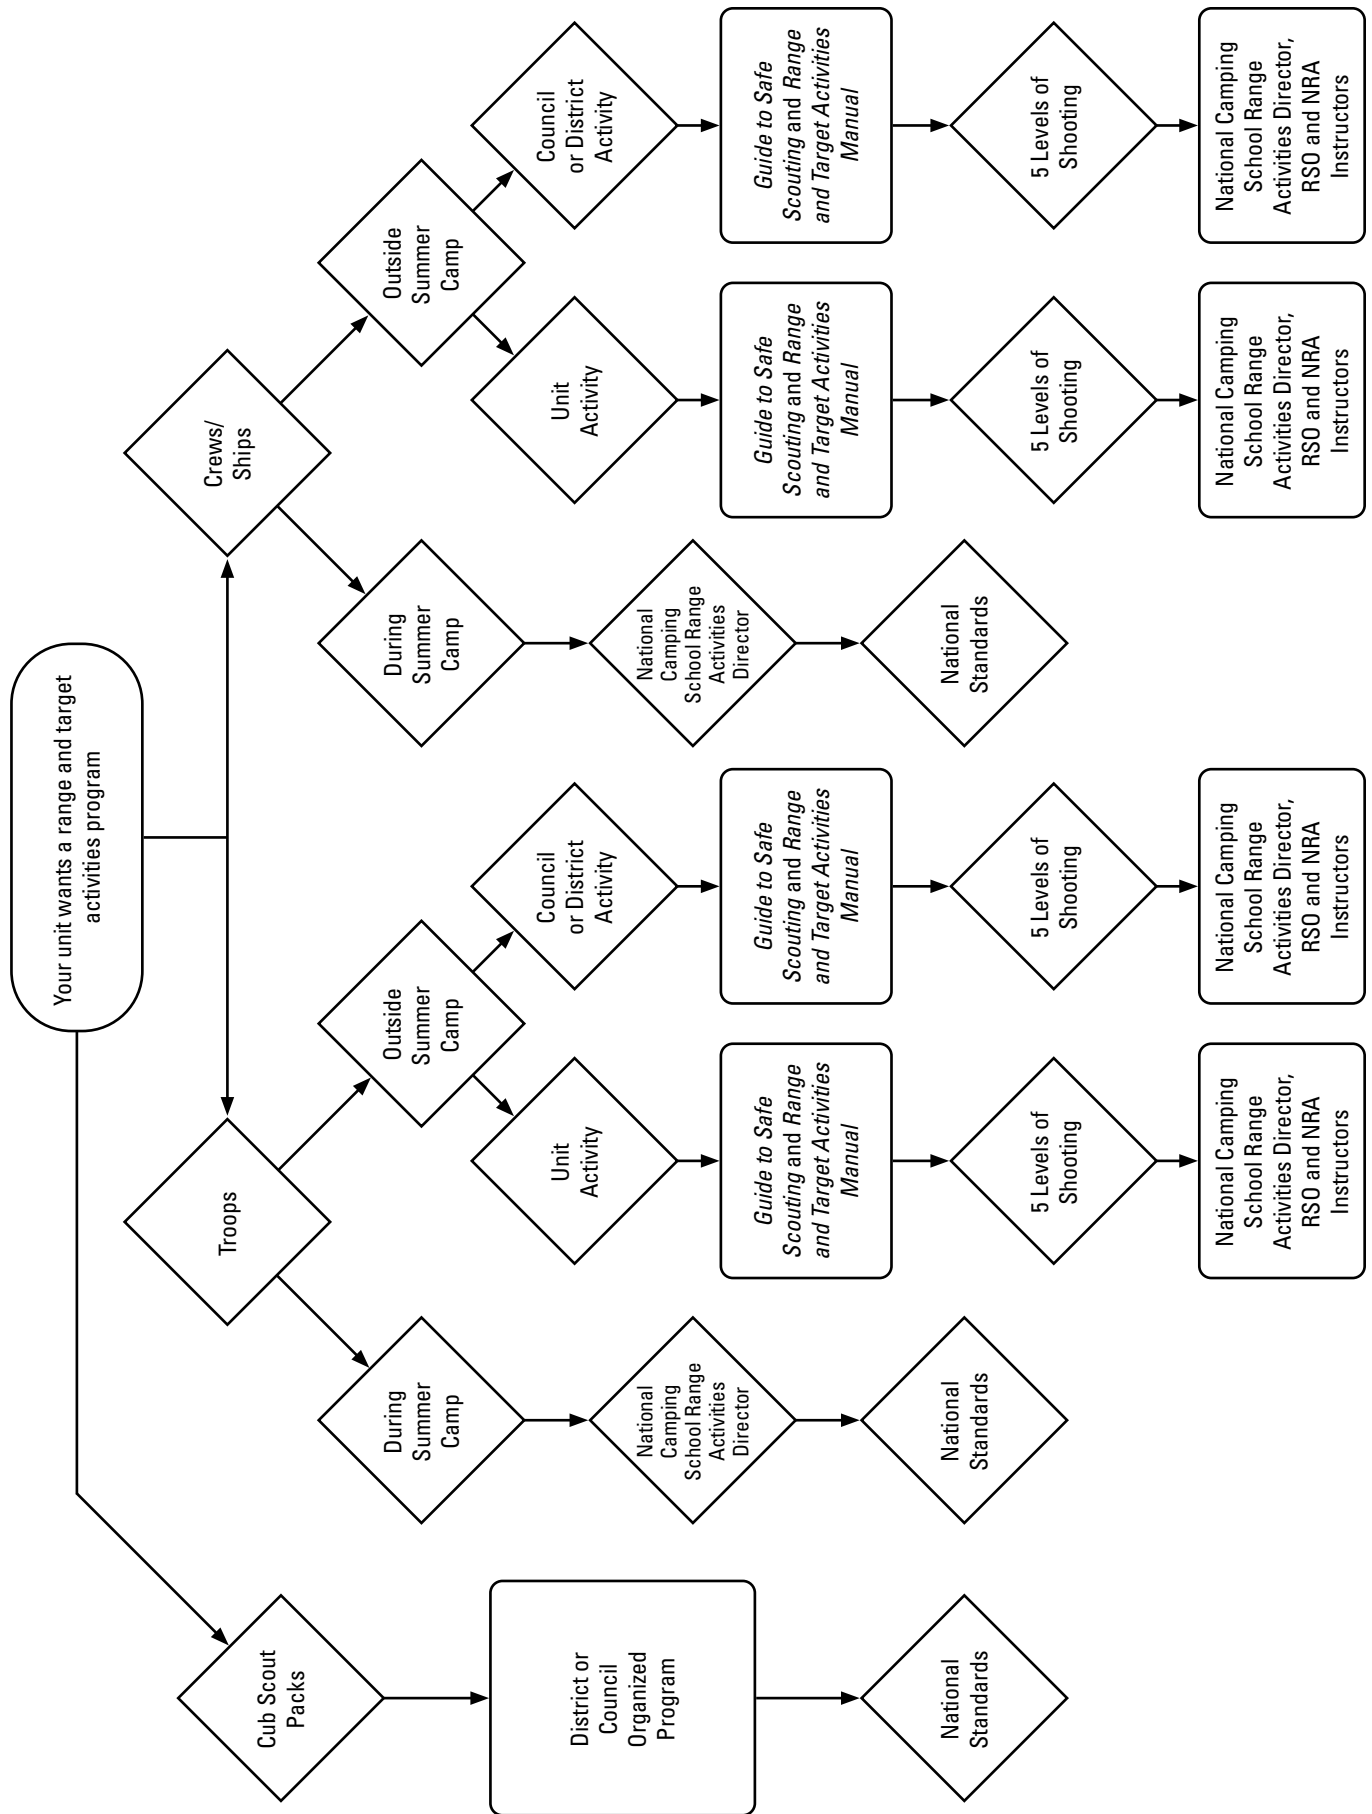 Your unit wants a range and target
activities program
Cub Scout
Packs
Troops
Crews/
Ships
During
Summer
Camp
Outside
Summer
Camp
During
Summer
Camp
Outside
Summer
Camp
Unit
Activity
Council
or District
Activity
Unit
Activity
Council
or District
Activity
District or
Council
Organized
Program
National
Camping
School Range
Activities
Director
Guide to Safe
Scouting and Range
and Target Activities
Manual
Guide to Safe
Scouting and Range
and Target Activities
Manual
National
Camping
School Range
Activities
Director
Guide to Safe
Scouting and Range
and Target Activities
Manual
Guide to Safe
Scouting and Range
and Target Activities
Manual
National
Standards
National
Standards
5 Levels of
Shooting
5 Levels of
Shooting
National
Standards
5 Levels of
Shooting
5 Levels of
Shooting
National Camping
School Range
Activities Director,
RSO and NRA
Instructors
National Camping
School Range
Activities Director,
RSO and NRA
Instructors
National Camping
School Range
Activities Director,
RSO and NRA
Instructors
National Camping
School Range
Activities Director,
RSO and NRA
Instructors